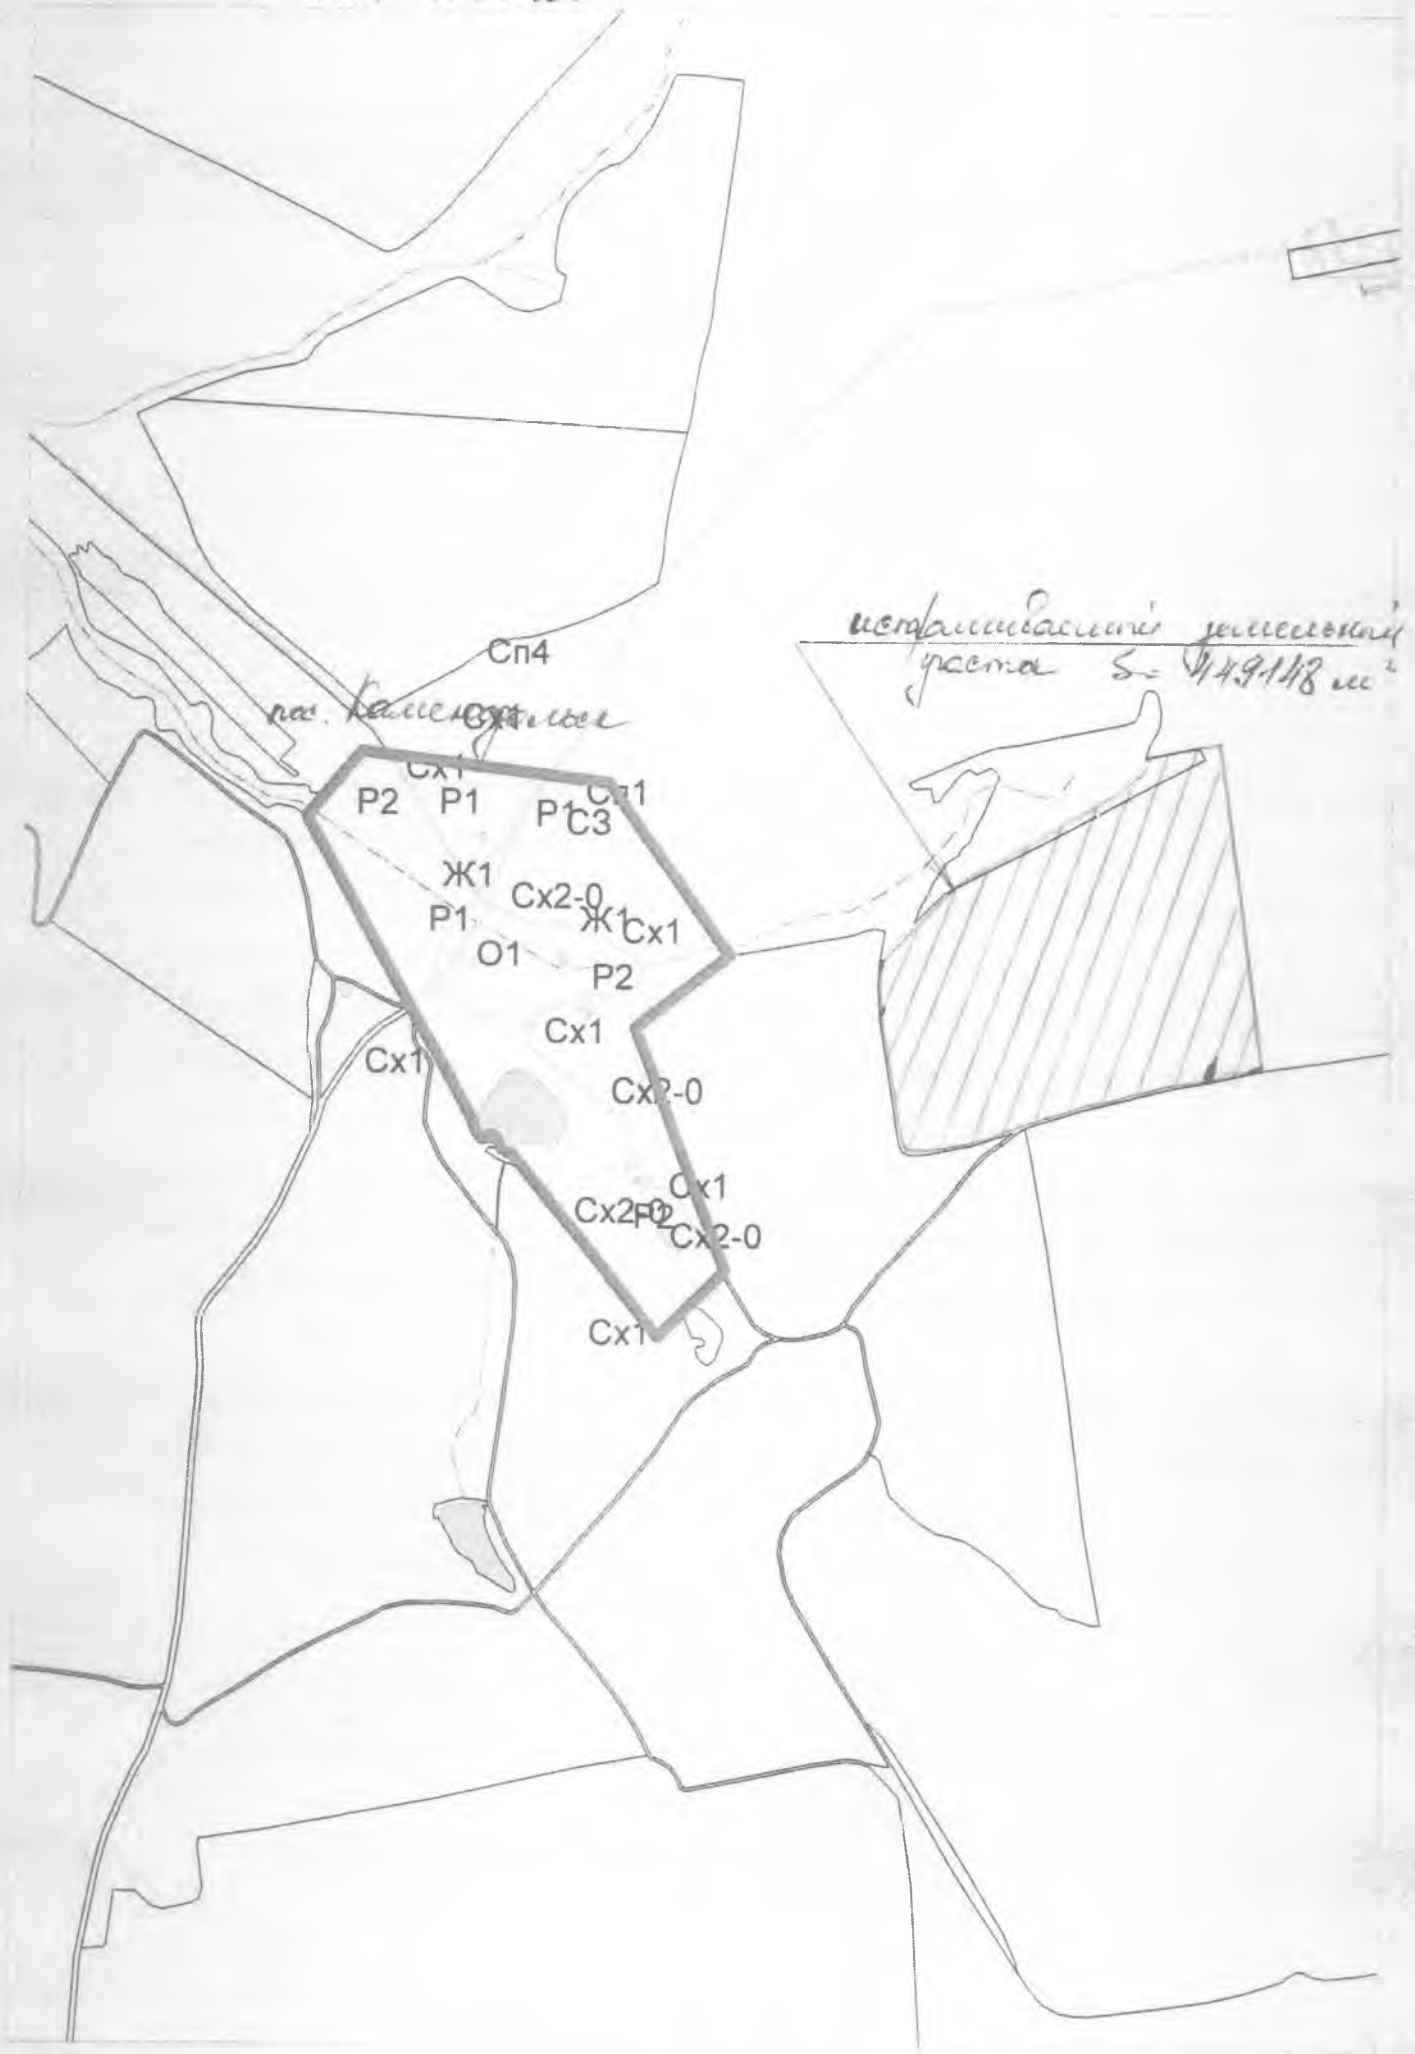 Сп4
пос.
Сх1
Сх1
Р2
Р1
Р1
Сп1
С3
Ж1
Сх2-0
Ж1
Сх1
Р1
О1
Р2
Сх1
Сх1
Сх2-0
Сх1
Сх2-0
Р2
Сх2-0
Сх1
испрашиваемый земельный
участок S= 449148 м²